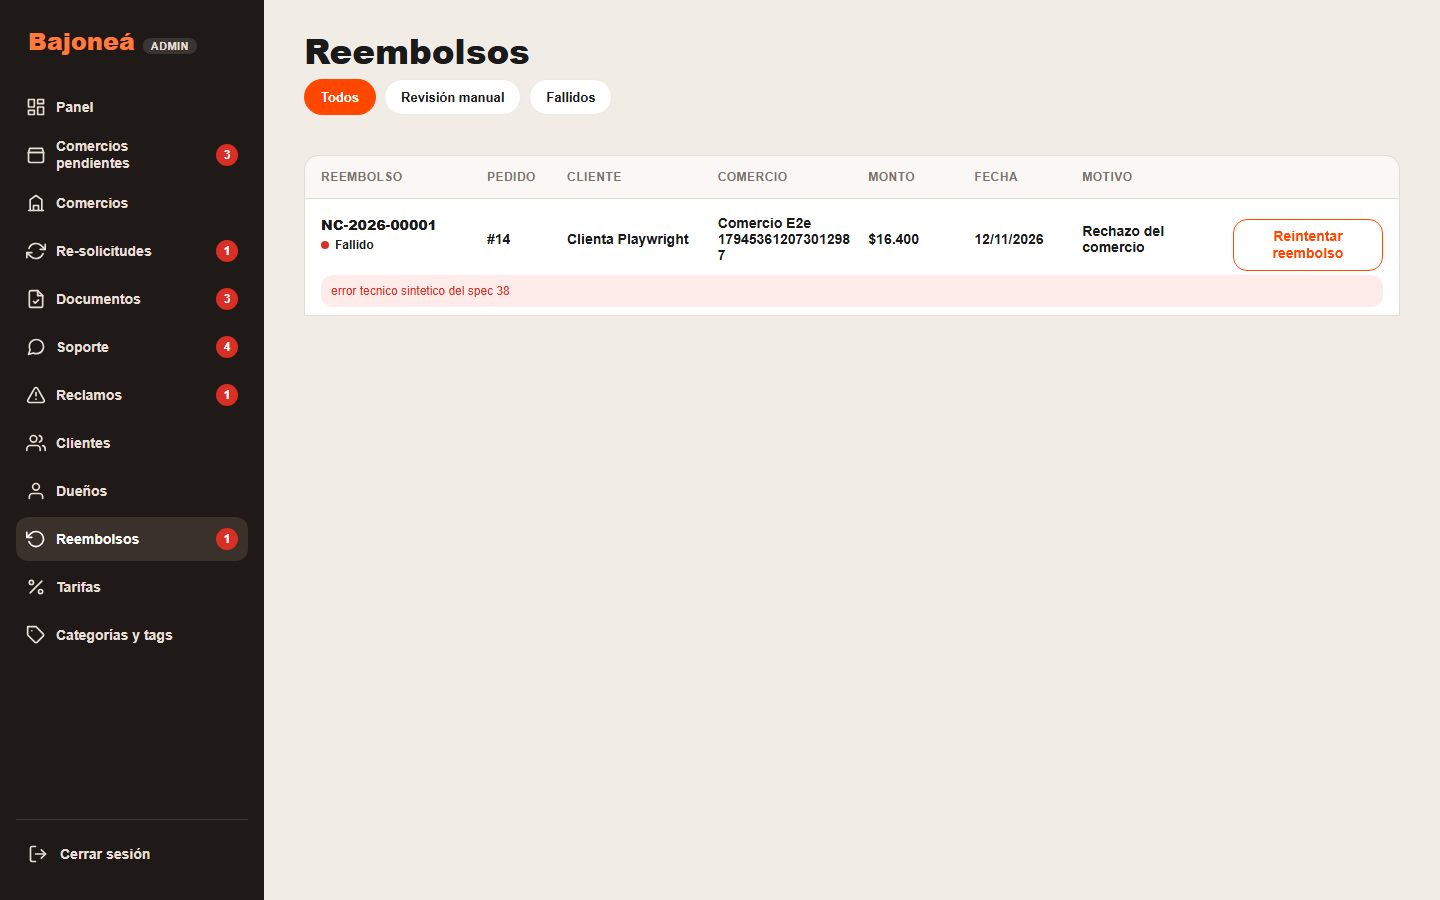 Bajoneá ADMIN
Panel
Comercios
pendientes 3
Comercios
Re-solicitudes 1
Documentos 3
Soporte 4
Reclamos 1
Clientes
Dueños
Reembolsos 1
Tarifas
Categorías y tags
Cerrar sesión
Reembolsos
Todos Revisión manual Fallidos
REEMBOLSO PEDIDO CLIENTE COMERCIO MONTO FECHA MOTIVO
NC-2026-00001
Fallido
#14
Clienta Playwright
Comercio E2e
17945361207301298
7
$16.400
12/11/2026
Rechazo del
comercio
Reintentar
reembolso
error tecnico sintetico del spec 38